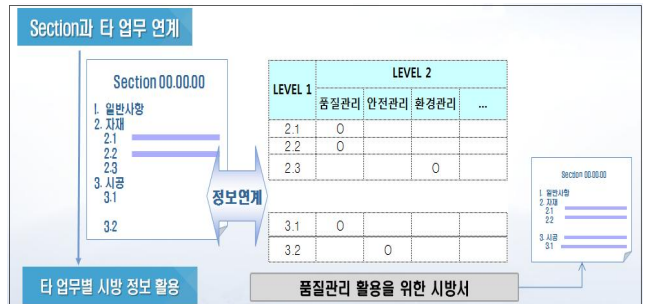 Section과 타 업무 연계
Section 00.00.00
1. 일반사항
2. 자재
2.1
2.2
2.3
3. 시공
3.1
3.2
정보연계
LEVEL 1
LEVEL 2
품질관리 안전관리 환경관리 ...
2.1 O
2.2 O
2.3 O
3.1 O
3.2 O
Section 00.00.00
1. 일반사항
2. 자재
2.1
2.2
3. 시공
3.1
타 업무별 시방 정보 활용
품질관리 활용을 위한 시방서